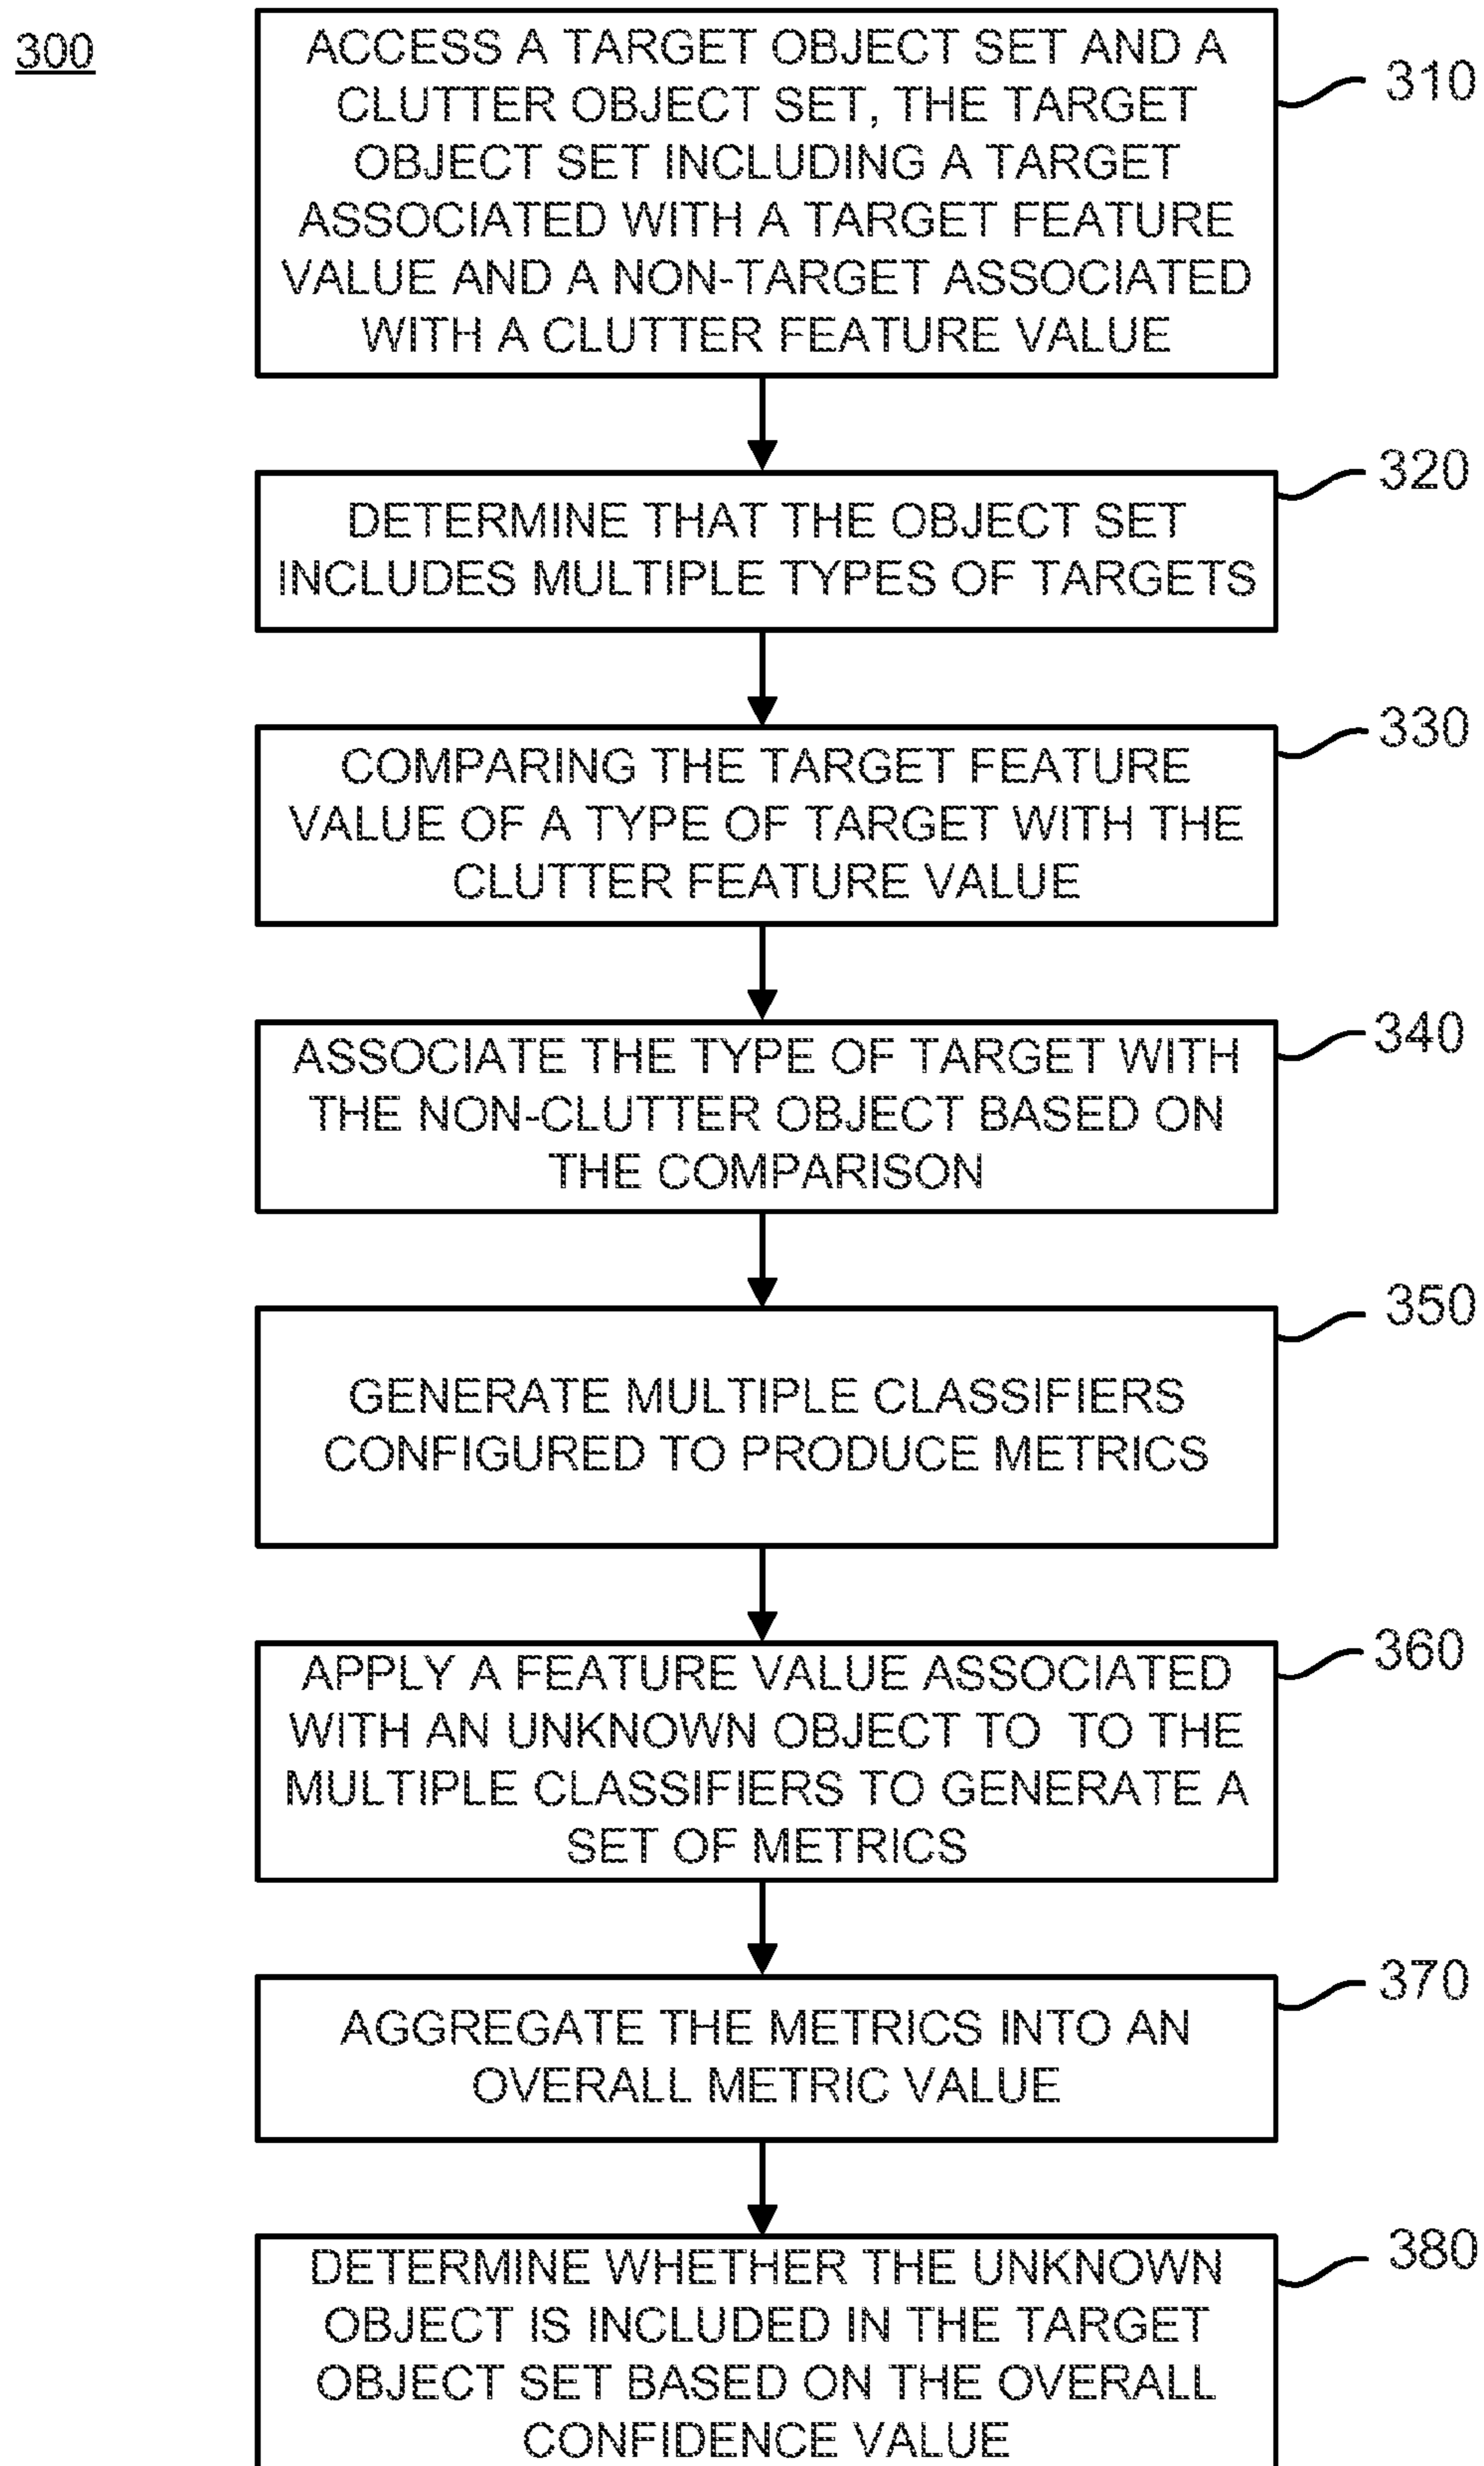 300
ACCESS A TARGET OBJECT SET AND A
CLUTTER OBJECT SET, THE TARGET
OBJECT SET INCLUDING A TARGET
ASSOCIATED WITH A TARGET FEATURE
VALUE AND A NON-TARGET ASSOCIATED
WITH A CLUTTER FEATURE VALUE
310
DETERMINE THAT THE OBJECT SET
INCLUDES MULTIPLE TYPES OF TARGETS
320
COMPARING THE TARGET FEATURE
VALUE OF A TYPE OF TARGET WITH THE
CLUTTER FEATURE VALUE
330
ASSOCIATE THE TYPE OF TARGET WITH
THE NON-CLUTTER OBJECT BASED ON
THE COMPARISON
340
GENERATE MULTIPLE CLASSIFIERS
CONFIGURED TO PRODUCE METRICS
350
APPLY A FEATURE VALUE ASSOCIATED
WITH AN UNKNOWN OBJECT TO TO THE
MULTIPLE CLASSIFIERS TO GENERATE A
SET OF METRICS
360
AGGREGATE THE METRICS INTO AN
OVERALL METRIC VALUE
370
DETERMINE WHETHER THE UNKNOWN
OBJECT IS INCLUDED IN THE TARGET
OBJECT SET BASED ON THE OVERALL
CONFIDENCE VALUE
380